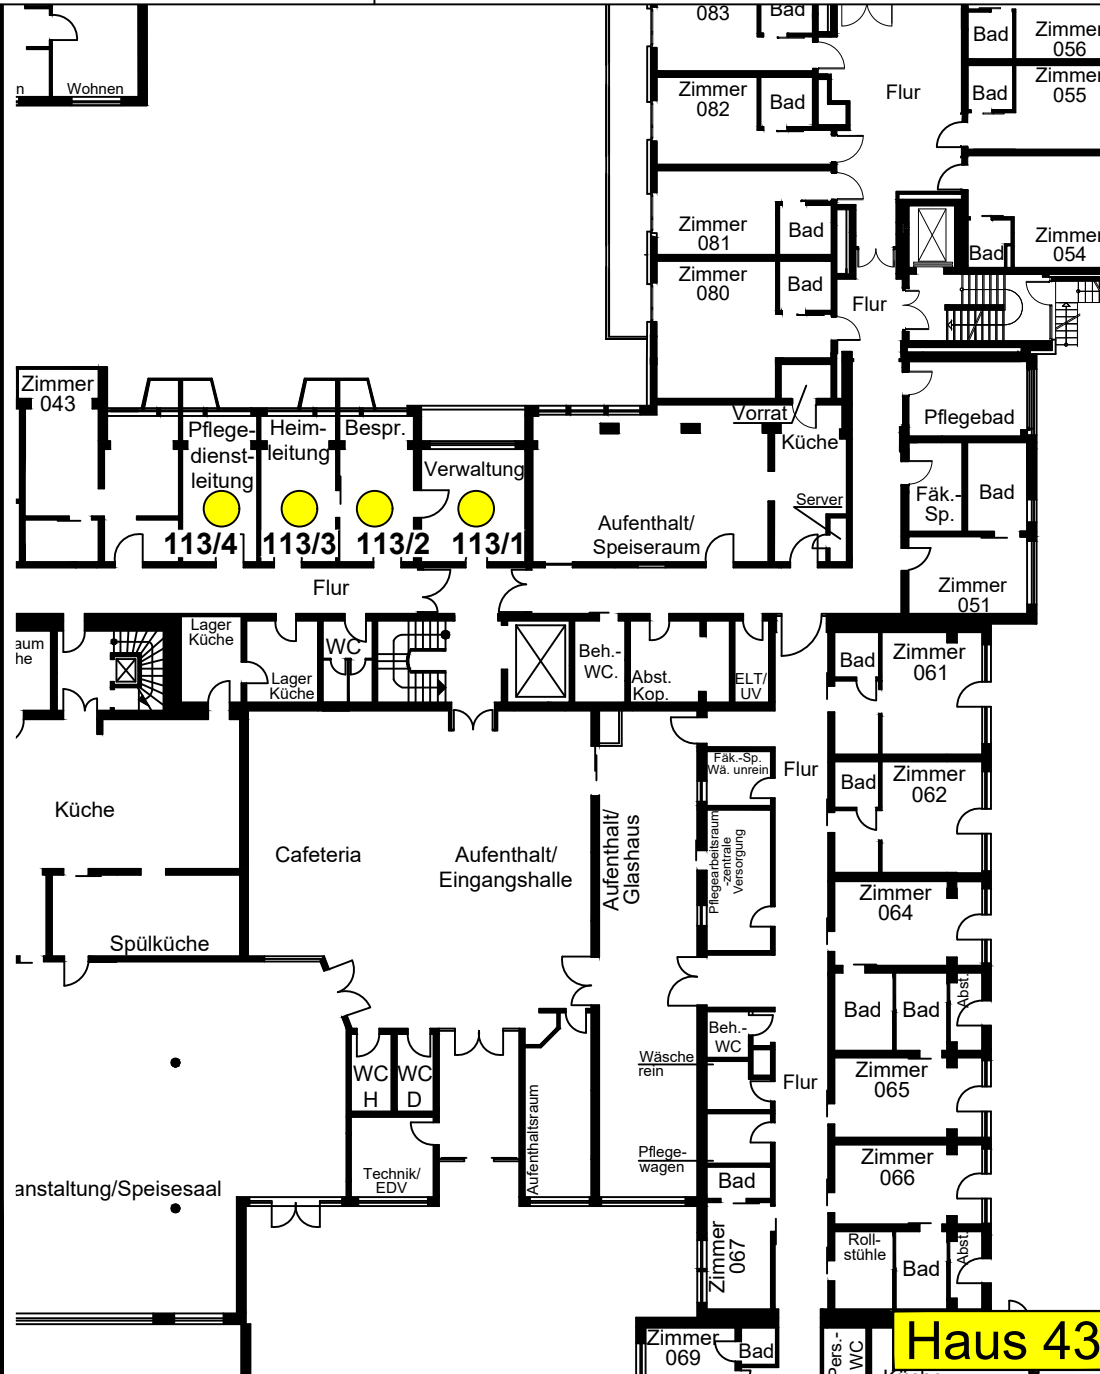 083
Bad
Bad
Zimmer
056
Wohnen
Zimmer
082
Bad
Flur
Bad
Zimmer
055
Zimmer
081
Bad
Bad
Zimmer
054
Zimmer
080
Bad
Flur
Zimmer
043
Pflege-
dienst-
leitung
Heim-
leitung
Bespr.
Verwaltung
Vorrat
Küche
Pflegebad
Server
Fäk.-
Sp.
Bad
Aufenthalt/
Speiseraum
113/4
113/3
113/2
113/1
Flur
Zimmer
051
Lager
Küche
WC
Lager
Küche
Beh.-
WC.
Abst.
Kop.
ELT/
UV
Bad
Zimmer
061
Fäk.-Sp.
Wä. unrein
Flur
Bad
Zimmer
062
Küche
Cafeteria
Aufenthalt/
Eingangshalle
Aufenthalt/
Glashaus
Pflegearbeitsraum
-zentrale
Versorgung
Zimmer
064
Spülküche
Bad
Bad
Abst.
Beh.-
WC
WC
H
WC
D
Wäsche
rein
Flur
Zimmer
065
Aufenthaltsraum
Technik/
EDV
Pflege-
wagen
Bad
Zimmer
066
anstaltung/Speisesaal
Zimmer
067
Roll-
stühle
Bad
Abst.
Zimmer
069
Bad
Pers.-
WC
Haus 43